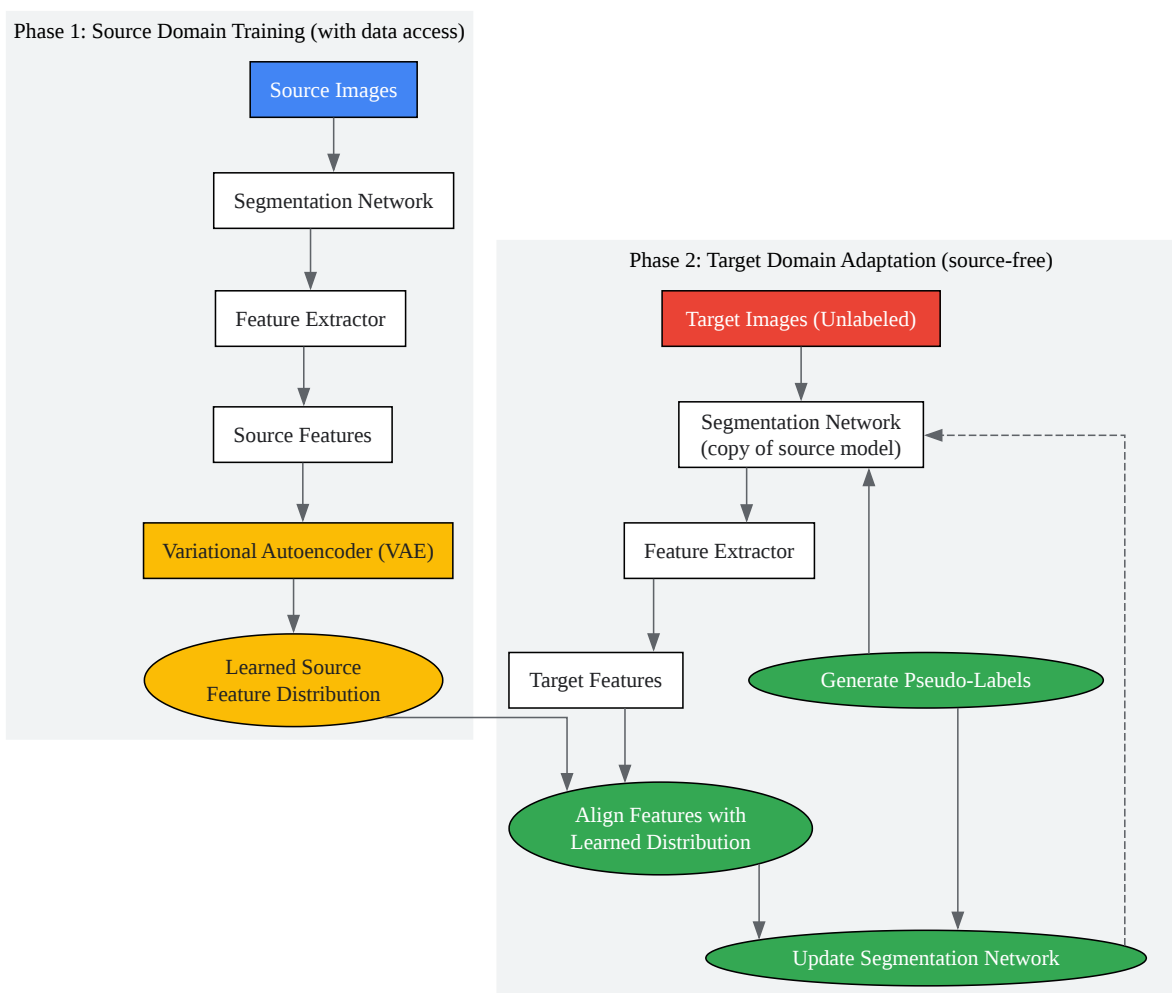 Phase 1: Source Domain Training (with data access)
Source Images
Segmentation Network
Feature Extractor
Source Features
Variational Autoencoder (VAE)
Learned Source
Feature Distribution
Phase 2: Target Domain Adaptation (source-free)
Target Images (Unlabeled)
Segmentation Network
(copy of source model)
Feature Extractor
Target Features
Generate Pseudo-Labels
Align Features with
Learned Distribution
Update Segmentation Network